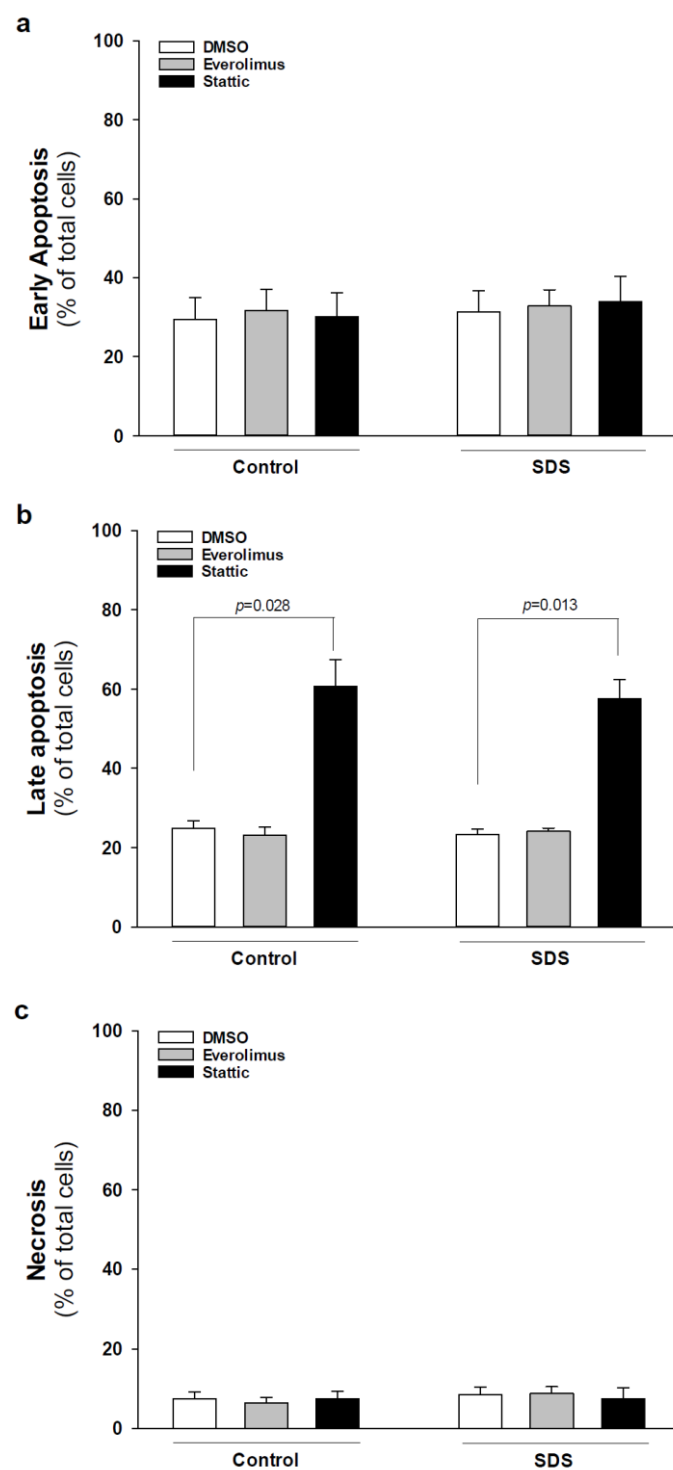 a
100
80
60
40
20
0
Early Apoptosis
(% of total cells)
DMSO
Everolimus
Stattic
Control
SDS
b
100
80
60
40
20
0
Late apoptosis
(% of total cells)
DMSO
Everolimus
Stattic
p=0.028
p=0.013
Control
SDS
c
100
80
60
40
20
0
Necrosis
(% of total cells)
DMSO
Everolimus
Stattic
Control
SDS